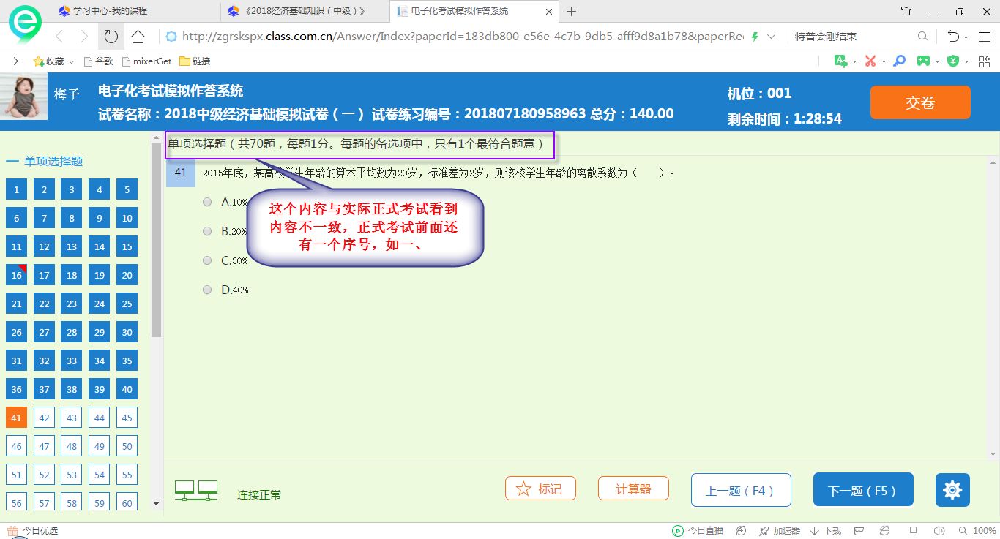 学习中心-我的课程
《2018经济基础知识（中级）》
电子化考试模拟作答系统
http://zgrskspx.class.com.cn/Answer/Index?paperId=183db800-e56e-4c7b-9db5-afff9d8a1b78&paperRec
特普会刚结束
收藏
谷歌
mixerGet
链接
梅子
电子化考试模拟作答系统
试卷名称：2018中级经济基础模拟试卷（一） 试卷练习编号：201807180958963 总分：140.00
机位：001
剩余时间：1:28:54
交卷
一 单项选择题
1 2 3 4 5
6 7 8 9 10
11 12 13 14 15
16 17 18 19 20
21 22 23 24 25
26 27 28 29 30
31 32 33 34 35
36 37 38 39 40
41 42 43 44 45
46 47 48 49 50
51 52 53 54 55
56 57 58 59 60
单项选择题（共70题，每题1分。每题的备选项中，只有1个最符合题意）
41 2015年底，某高校学生年龄的算术平均数为20岁，标准差为2岁，则该校学生年龄的离散系数为（  ）。
A.10%
B.20%
C.30%
D.40%
这个内容与实际正式考试看到
内容不一致，正式考试前面还
有一个序号，如一、
连接正常
标记
计算器
上一题（F4）
下一题（F5）
今日优选
今日直播
加速器
下载
100%